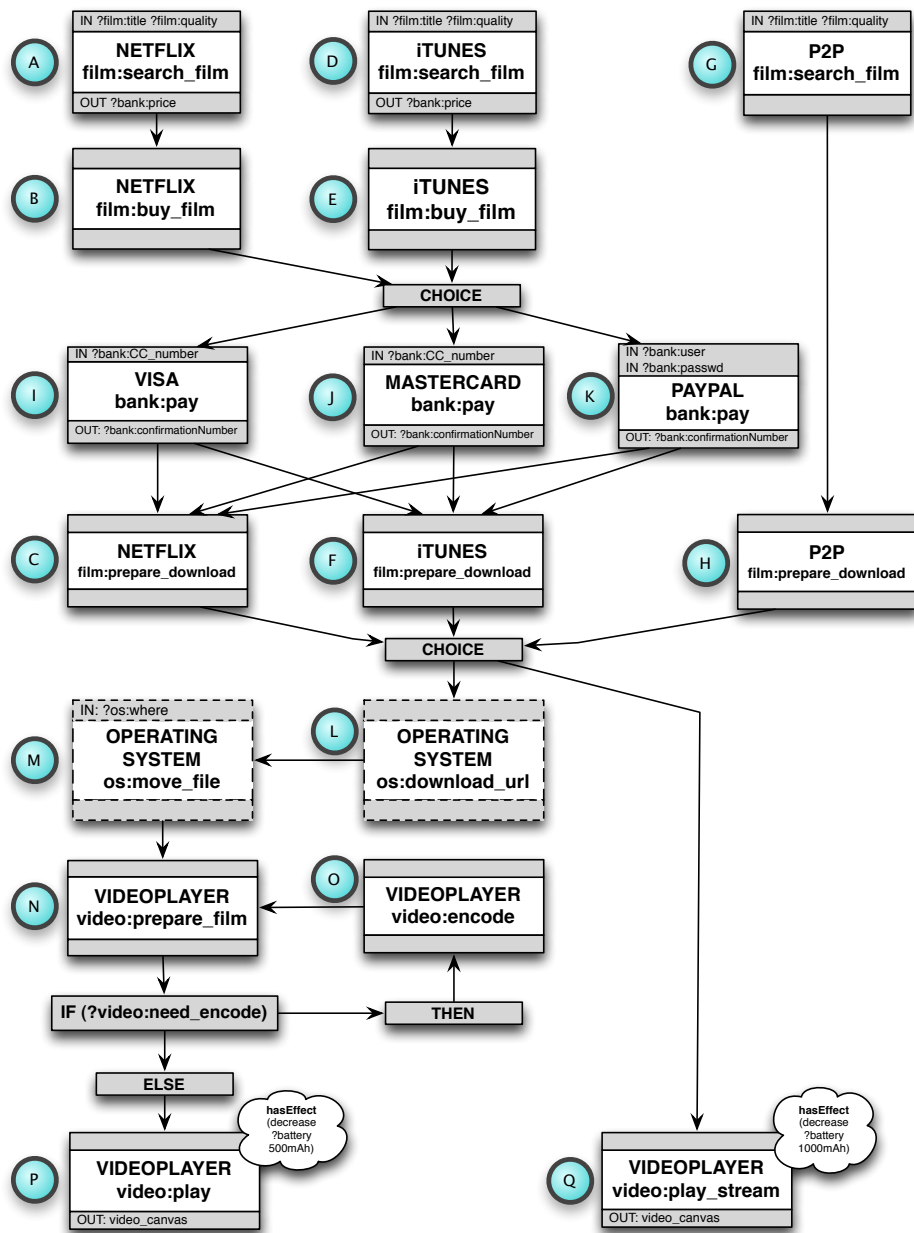 IN ?film:title ?film:quality
A
NETFLIX
film:search_film
OUT ?bank:price
IN ?film:title ?film:quality
D
iTUNES
film:search_film
OUT ?bank:price
IN ?film:title ?film:quality
G
P2P
film:search_film
B
NETFLIX
film:buy_film
E
iTUNES
film:buy_film
CHOICE
IN ?bank:CC_number
I
VISA
bank:pay
OUT: ?bank:confirmationNumber
IN ?bank:CC_number
J
MASTERCARD
bank:pay
OUT: ?bank:confirmationNumber
IN ?bank:user
IN ?bank:passwd
K
PAYPAL
bank:pay
OUT: ?bank:confirmationNumber
C
NETFLIX
film:prepare_download
F
iTUNES
film:prepare_download
H
P2P
film:prepare_download
CHOICE
IN: ?os:where
M
OPERATING
SYSTEM
os:move_file
L
OPERATING
SYSTEM
os:download_url
N
VIDEOPLAYER
video:prepare_film
O
VIDEOPLAYER
video:encode
IF (?video:need_encode)
THEN
ELSE
hasEffect
(decrease
?battery
500mAh)
P
VIDEOPLAYER
video:play
OUT: video_canvas
hasEffect
(decrease
?battery
1000mAh)
Q
VIDEOPLAYER
video:play_stream
OUT: video_canvas